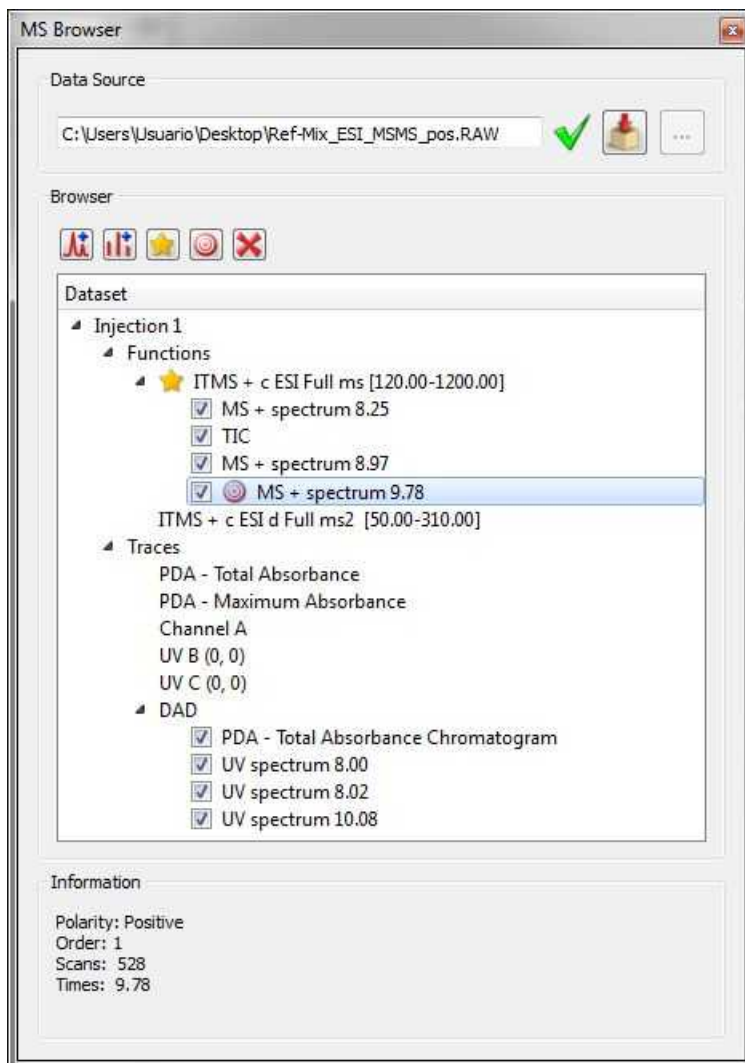 MS Browser
Data Source
C:\Users\Usuario\Desktop\Ref-Mix_ESI_MSMS_pos.RAW
...
Browser
Dataset
Injection 1
Functions
ITMS + c ESI Full ms [120.00-1200.00]
MS + spectrum 8.25
TIC
MS + spectrum 8.97
MS + spectrum 9.78
ITMS + c ESI d Full ms2 [50.00-310.00]
Traces
PDA - Total Absorbance
PDA - Maximum Absorbance
Channel A
UV B (0, 0)
UV C (0, 0)
DAD
PDA - Total Absorbance Chromatogram
UV spectrum 8.00
UV spectrum 8.02
UV spectrum 10.08
Information
Polarity: Positive
Order: 1
Scans: 528
Times: 9.78